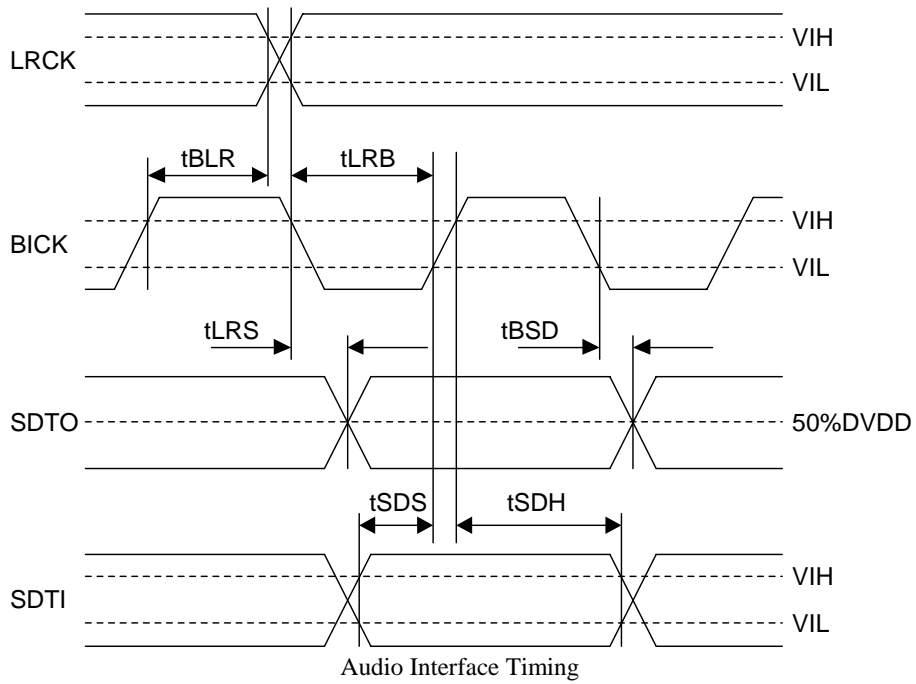 LRCK
VIH
VIL
tBLR
tLRB
BICK
VIH
VIL
tLRS
tBSD
SDTO
50%DVDD
tSDS
tSDH
SDTI
VIH
VIL
Audio Interface Timing